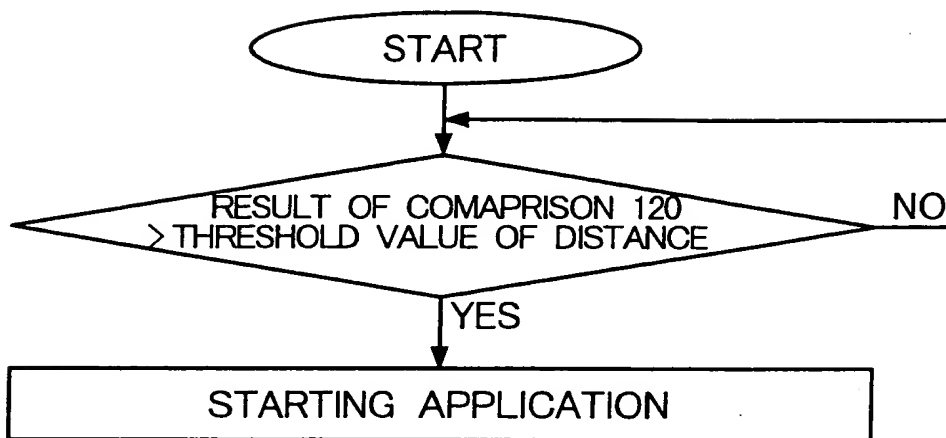 START
RESULT OF COMAPRISON 120
> THRESHOLD VALUE OF DISTANCE
NO
YES
STARTING APPLICATION